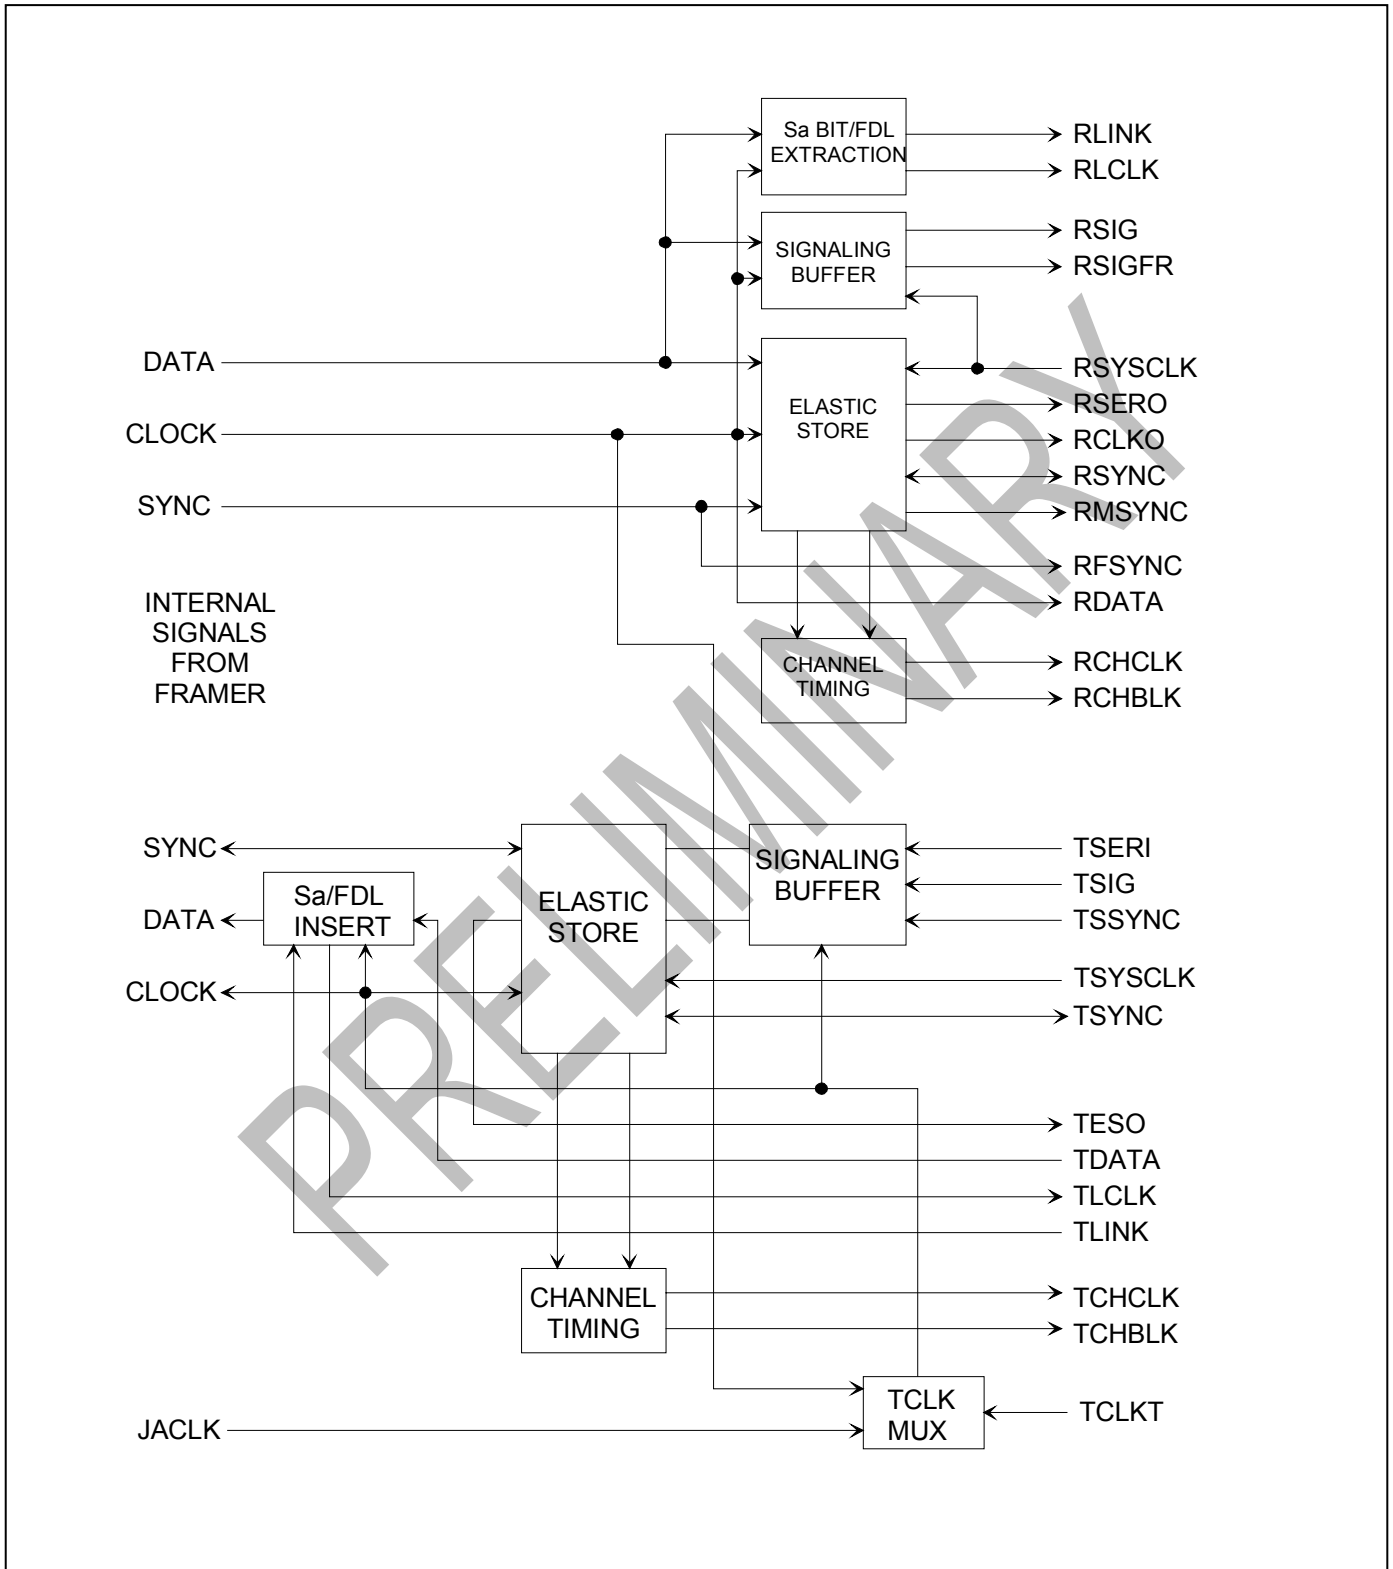 Sa BIT/FDL
EXTRACTION
RLINK
RLCLK
SIGNALING
BUFFER
RSIG
RSIGFR
DATA
CLOCK
SYNC
ELASTIC
STORE
RSYSCLK
RSERO
RCLKO
RSYNC
RMSYNC
RFSYNC
RDATA
INTERNAL
SIGNALS
FROM
FRAMER
CHANNEL
TIMING
RCHCLK
RCHBLK
PRELIMINARY
SYNC
DATA
CLOCK
Sa/FDL
INSERT
ELASTIC
STORE
SIGNALING
BUFFER
TSERI
TSIG
TSSYNC
TSYSCLK
TSYNC
TESO
TDATA
TLCLK
TLINK
CHANNEL
TIMING
TCHCLK
TCHBLK
JACLK
TCLK
MUX
TCLKT